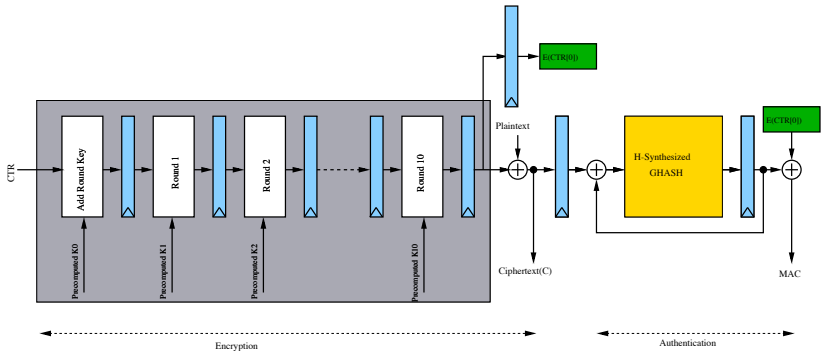 CTR
Add Round Key
Round 1
Round 2
Round 10
Precomputed K0
Precomputed K1
Precomputed K2
Precomputed K10
E(CTR[0])
Plaintext
Ciphertext(C)
H-Synthesized
GHASH
E(CTR[0])
MAC
Encryption
Authentication